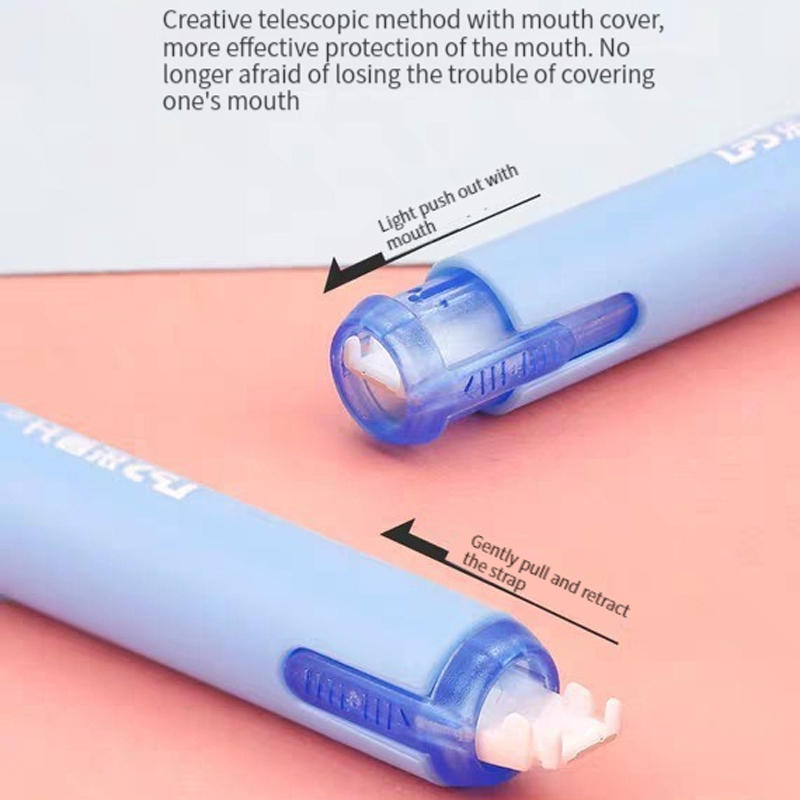 Creative telescopic method with mouth cover,
more effective protection of the mouth. No
longer afraid of losing the trouble of covering
one's mouth
Light push out with
mouth
Gently pull and retract
the strap